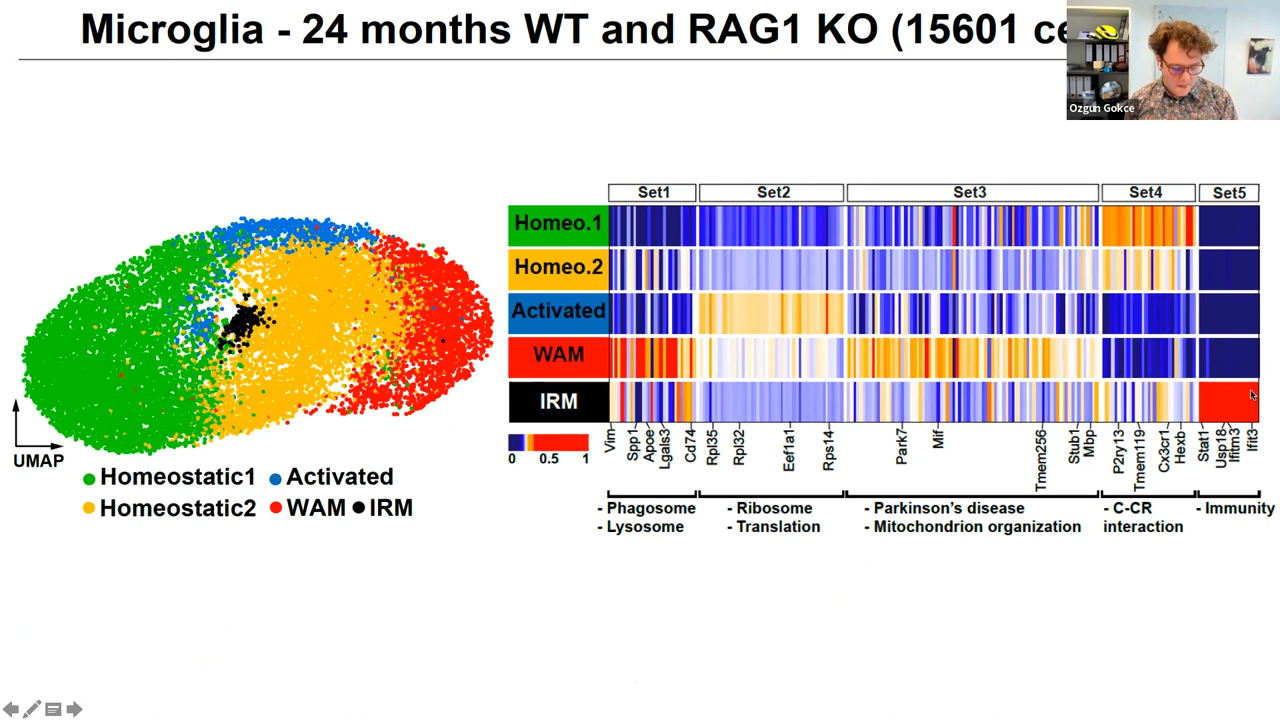 Microglia - 24 months WT and RAG1 KO (15601 ce
Ozgun Gokce
UMAP
Homeostatic1
Activated
Homeostatic2
WAM
IRM
Set1 Set2 Set3 Set4 Set5
Homeo.1
Homeo.2
Activated
WAM
IRM
0 0.5 1
Vim Spp1 Apoe Lgals3 Cd74 Rpl35 Rpl32 Eef1a1 Rps14 Park7 Mif Tmem256 Stub1 Mbp P2ry13 Tmem119 Cx3cr1 Hexb Stat1 Usp18 Ifitm3 Ifit3
- Phagosome
- Lysosome
- Ribosome
- Translation
- Parkinson's disease
- Mitochondrion organization
- C-CR
interaction
- Immunity